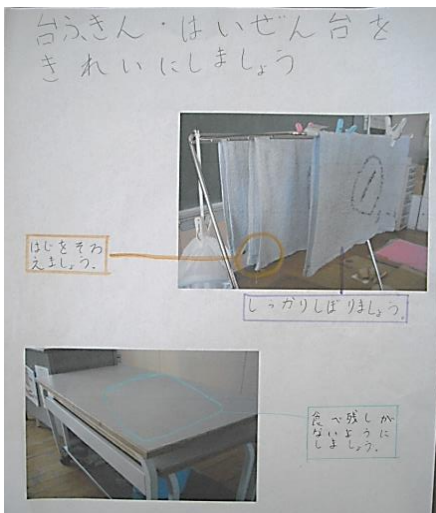 台ふきん・はいぜん台を
きれいにしましょう
はじをそろ
えましょう。
しっかりしぼりましょう。
食べ残しが
ないように
しましょう。